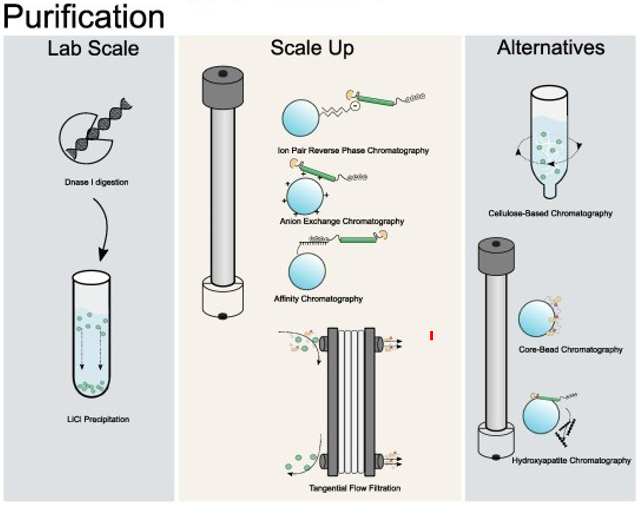 Purification
Lab Scale
Dnase I digestion
LiCl Precipitation
Scale Up
Ion Pair Reverse Phase Chromatography
Anion Exchange Chromatography
Affinity Chromatography
Tangential Flow Filtration
Alternatives
Cellulose-Based Chromatography
Core-Bead Chromatography
Hydroxyapatite Chromatography